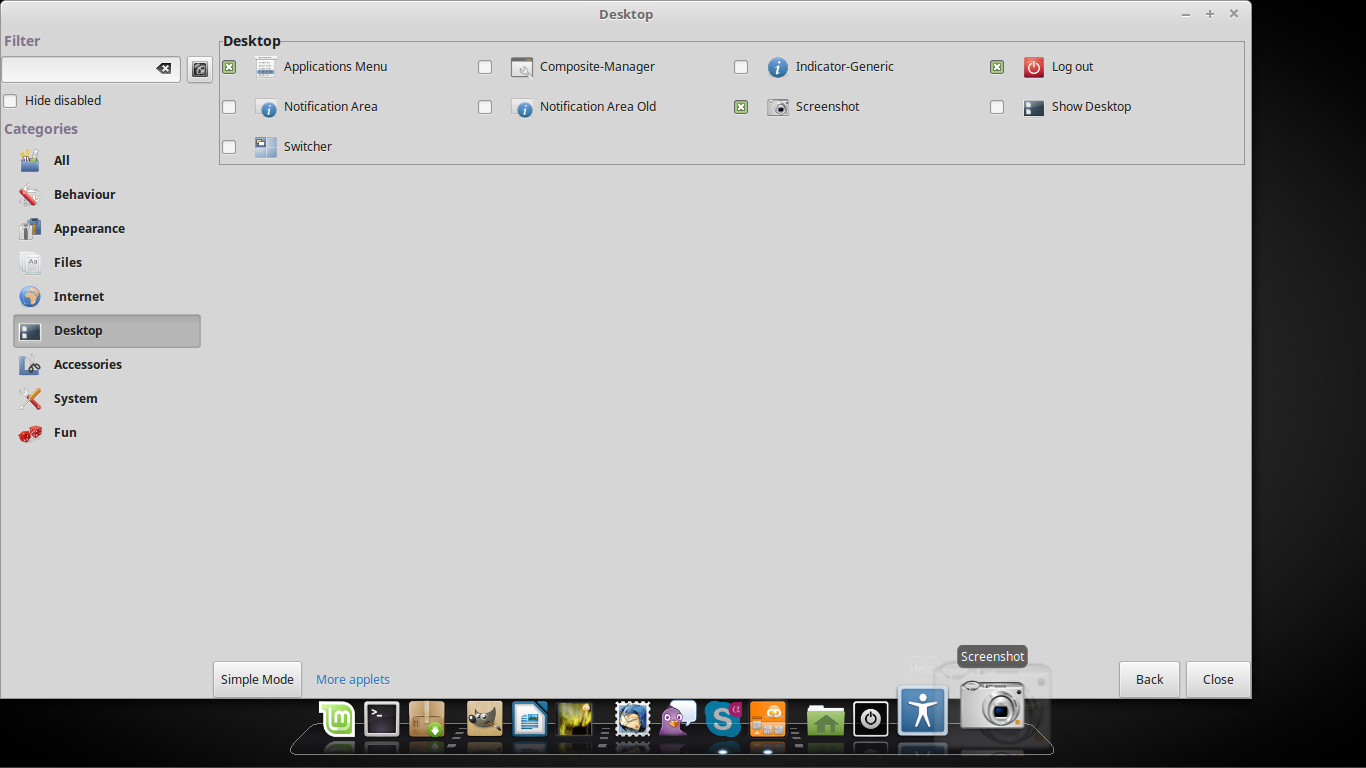 Desktop
Filter
Desktop
Applications Menu
Composite-Manager
Indicator-Generic
Log out
Hide disabled
Notification Area
Notification Area Old
Screenshot
Show Desktop
Categories
Switcher
All
Behaviour
Appearance
Files
Internet
Desktop
Accessories
System
Fun
Simple Mode
More applets
Screenshot
Back
Close